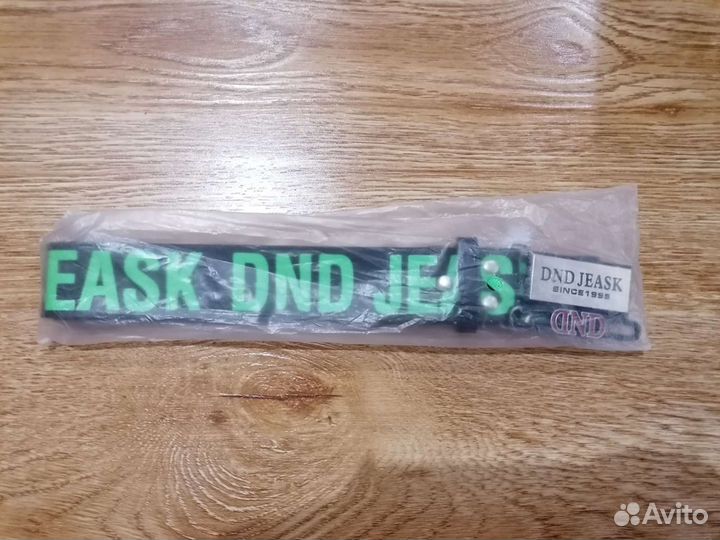 EASK DND JEAS
DND JEASK
SINCE1995
DND
Avito